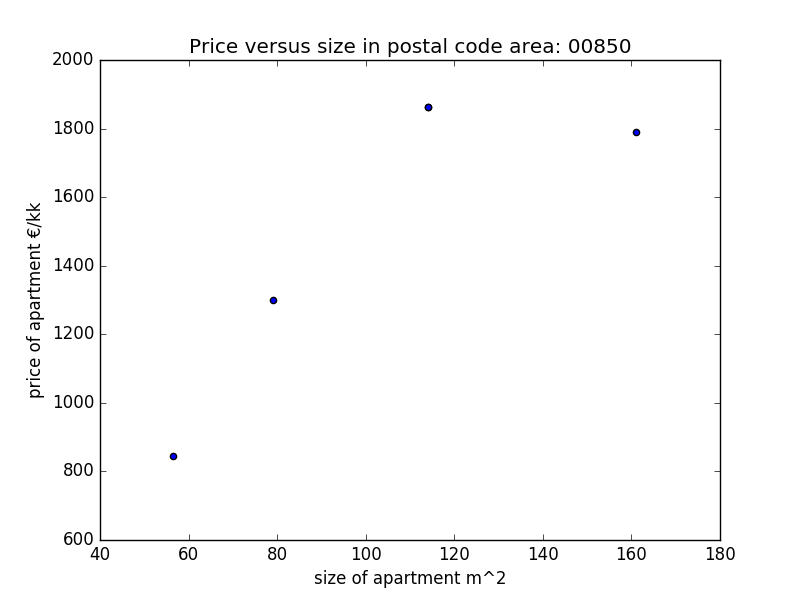 Price versus size in postal code area: 00850
2000
1800
1600
1400
1200
1000
800
600
price of apartment €/kk
40 60 80 100 120 140 160 180
size of apartment m^2